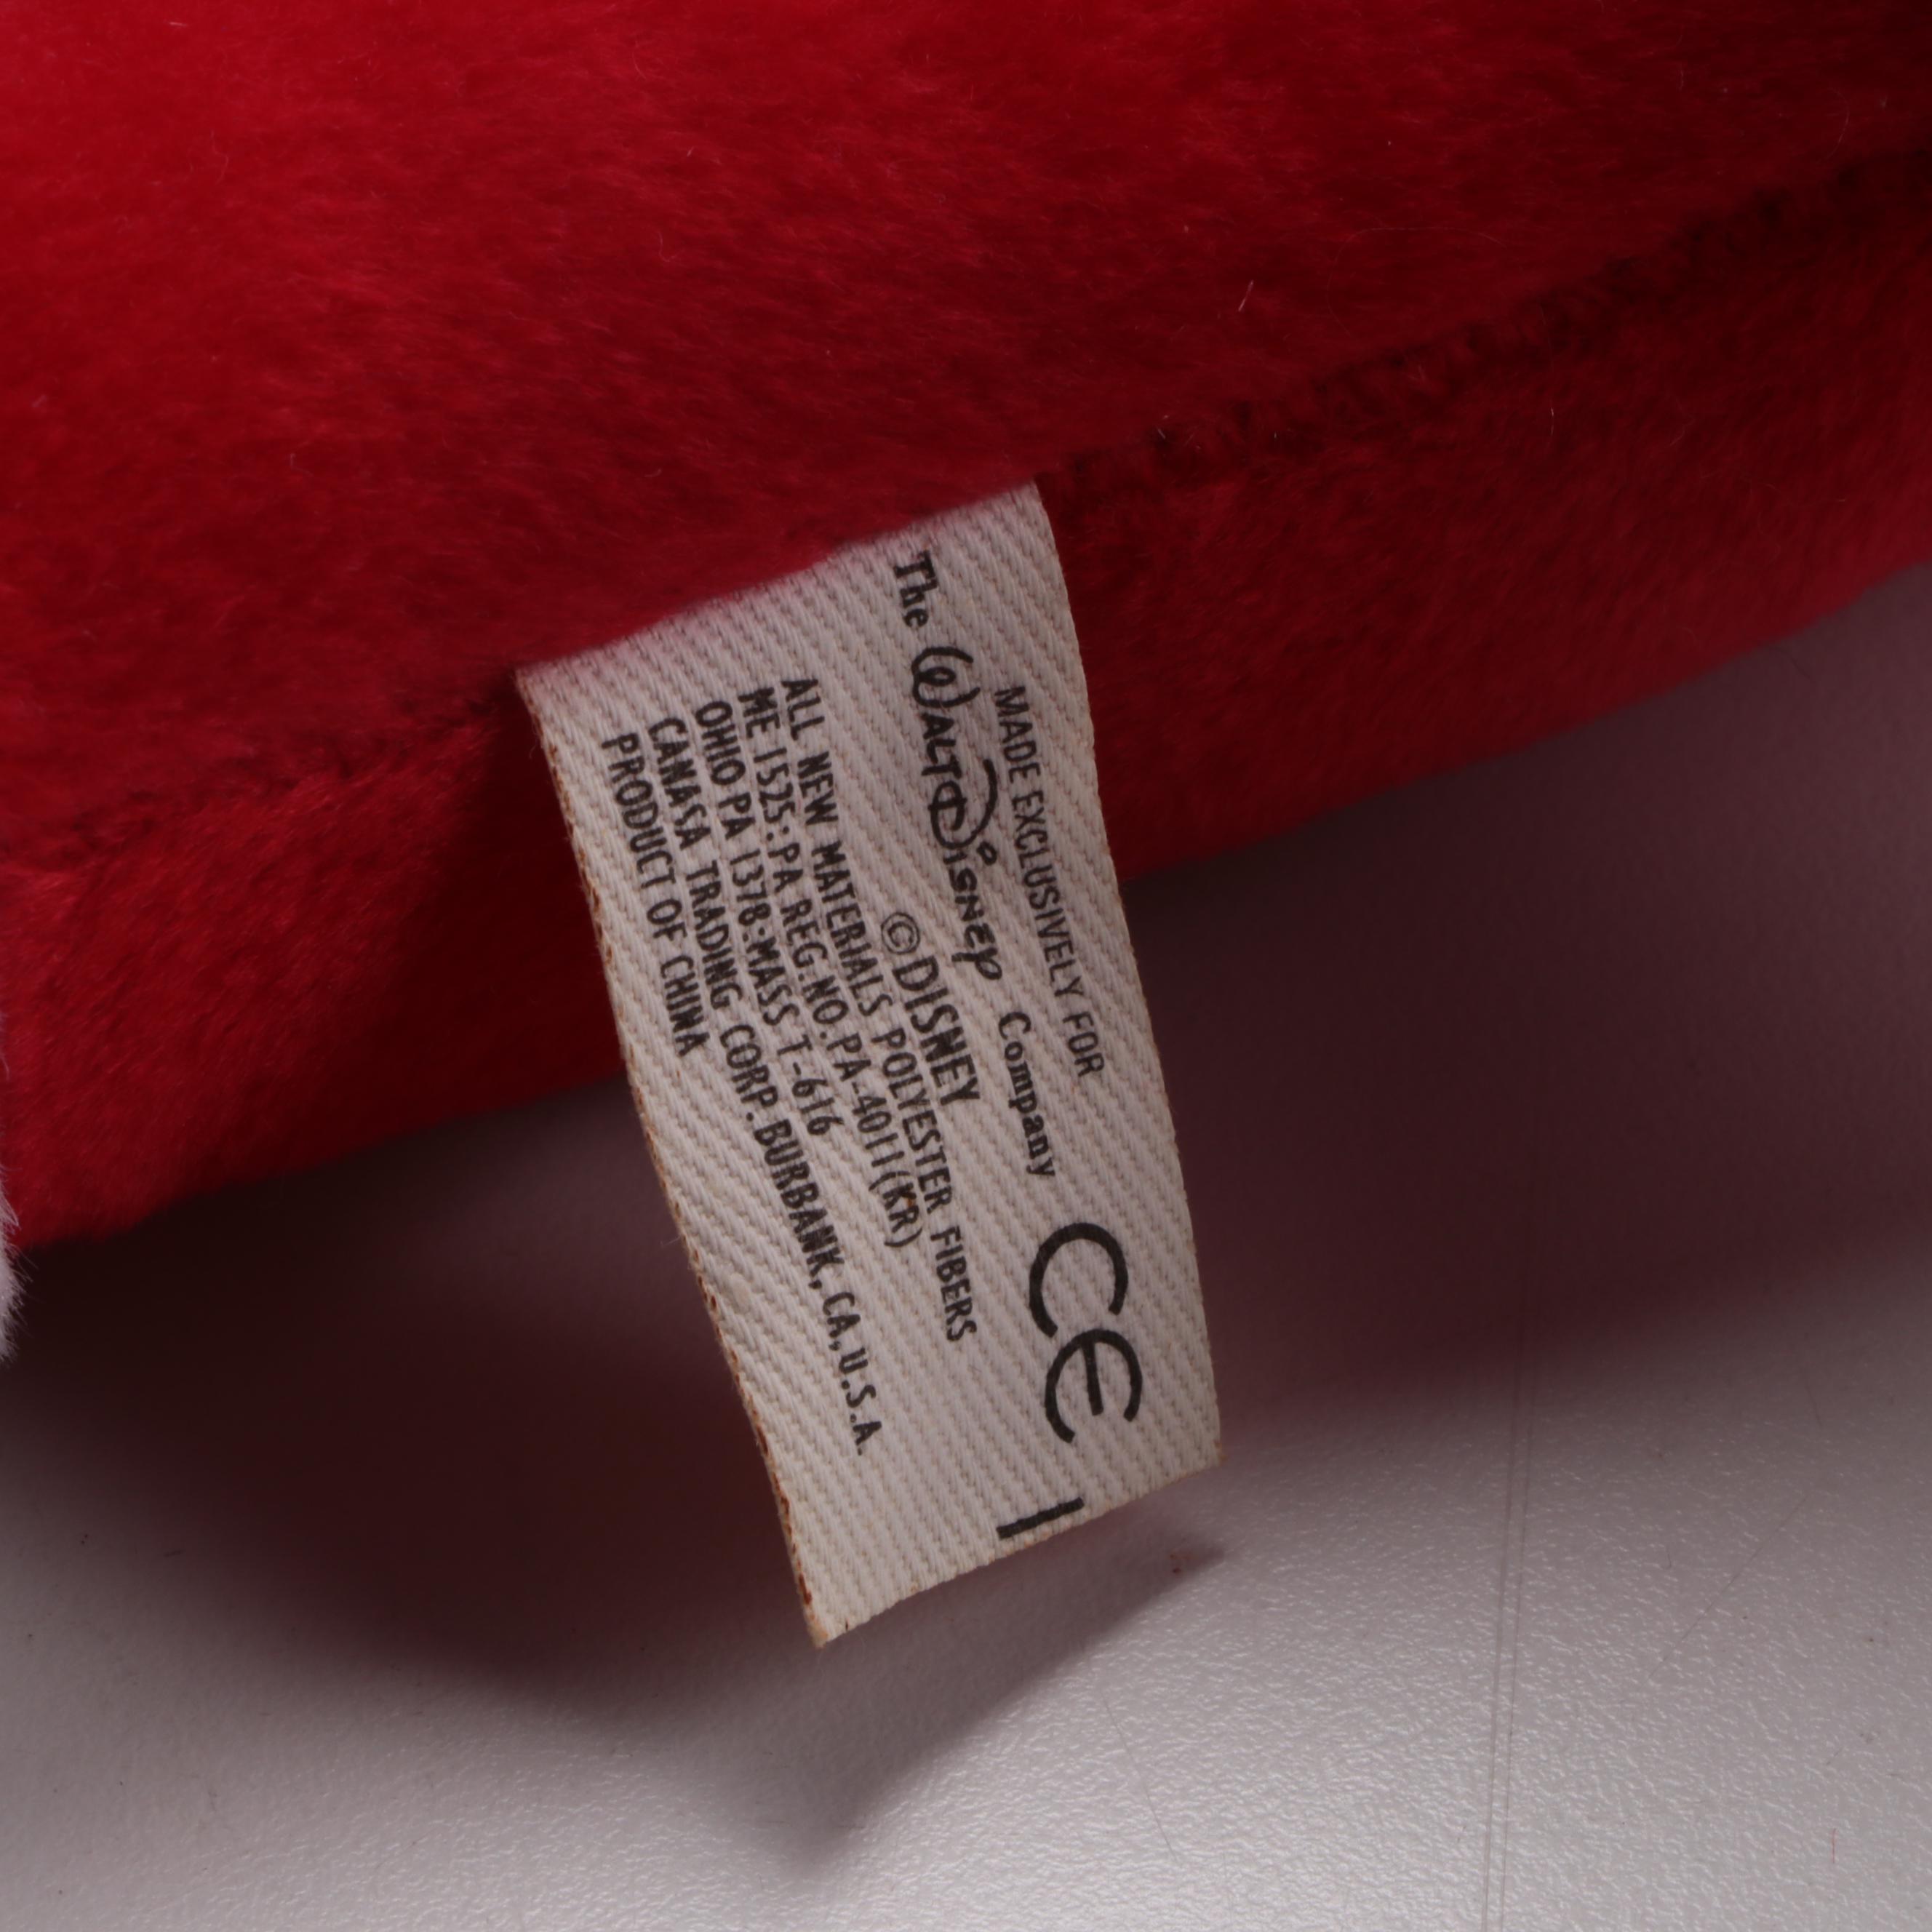 MADE EXCLUSIVELY FOR
The WALT DISNEY Company CE
©DISNEY
ALL NEW MATERIALS POLYESTER FIBERS
ME 1525:PA REG.NO.PA-4011(KR)
OHIO PA 1378·MASS T-616
CANASA TRADING CORP. BURBANK, CA, U.S.A.
PRODUCT OF CHINA